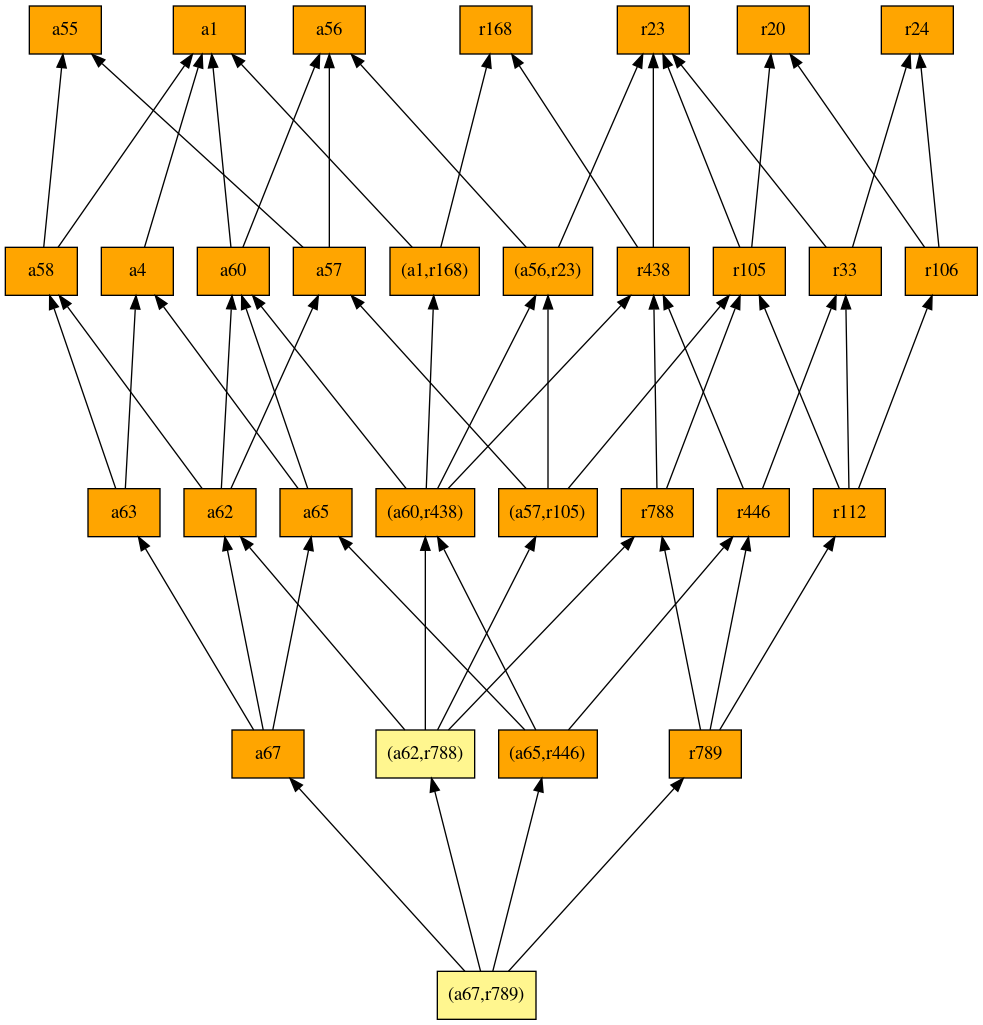 a55
a1
a56
r168
r23
r20
r24
a58
a4
a60
a57
(a1,r168)
(a56,r23)
r438
r105
r33
r106
a63
a62
a65
(a60,r438)
(a57,r105)
r788
r446
r112
a67
(a62,r788)
(a65,r446)
r789
(a67,r789)